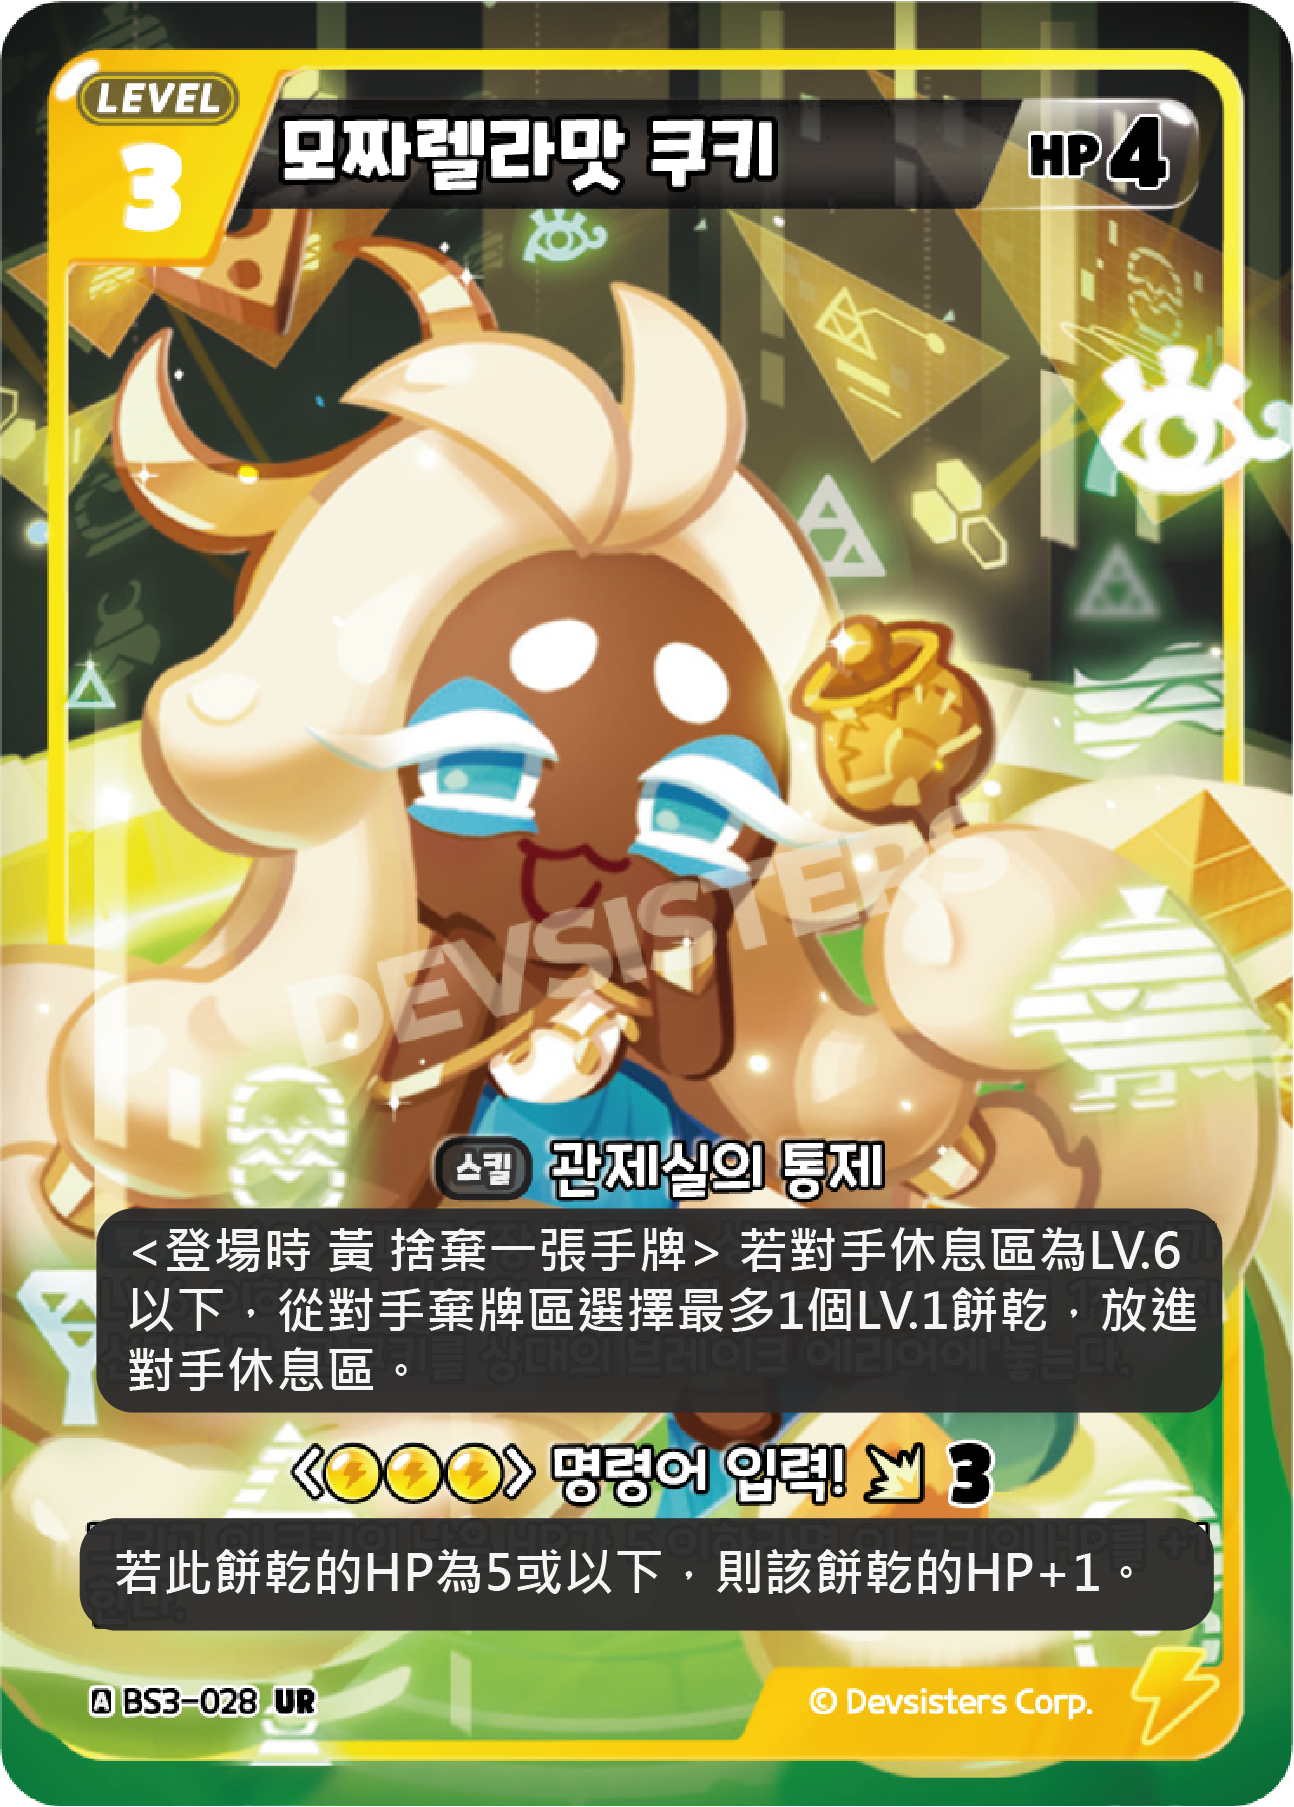 LEVEL
3
모짜렐라맛 쿠키
HP 4
DEVSISTERS
스킬 관제실의 통제
<登場時 黃 捨棄一張手牌> 若對手休息區為LV.6
以下，從對手棄牌區選擇最多1個LV.1餅乾，放進
對手休息區。
명령어 입력! 3
若此餅乾的HP為5或以下，則該餅乾的HP+1。
A BS3-028 UR
© Devsisters Corp.